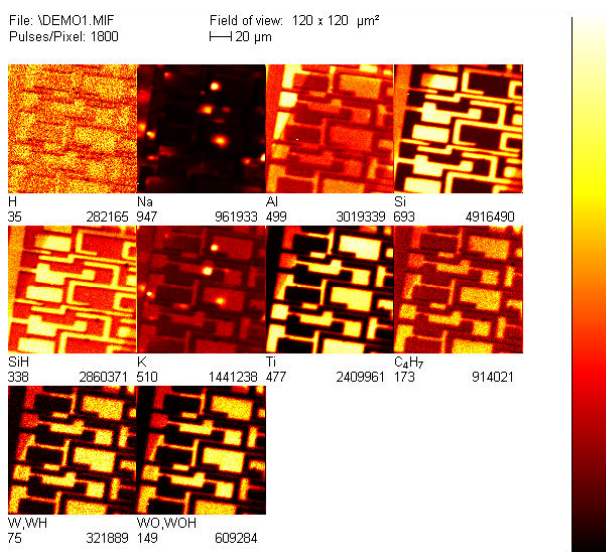 File: \DEMO1.MIF Field of view: 120 x 120 µm²
Pulses/Pixel: 1800 20 µm
H Na Al Si
35 282165 947 961933 499 3019339 693 4916490
SiH K Ti C₄H₇
338 2860371 510 1441238 477 2409961 173 914021
W,WH WO,WOH
75 321889 149 609284